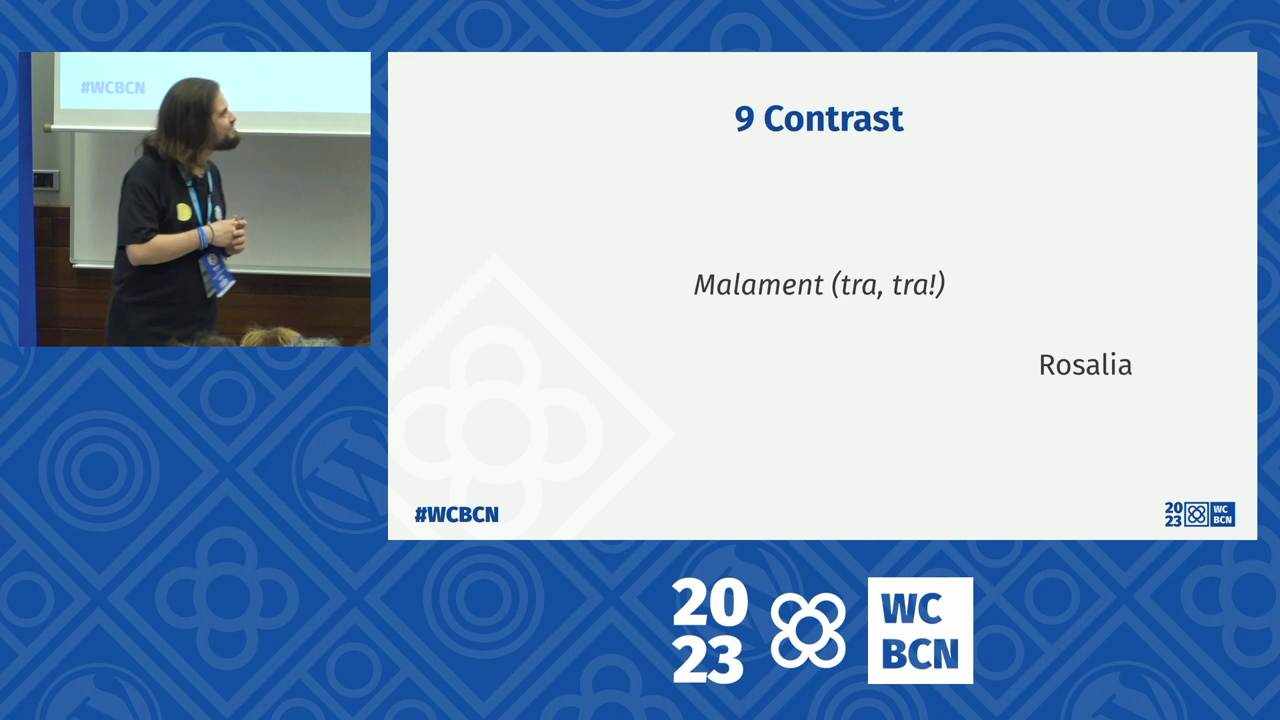 #WCBCN
9 Contrast
Malament (tra, tra!)
Rosalia
#WCBCN
20
23
WC
BCN
20
23
WC
BCN